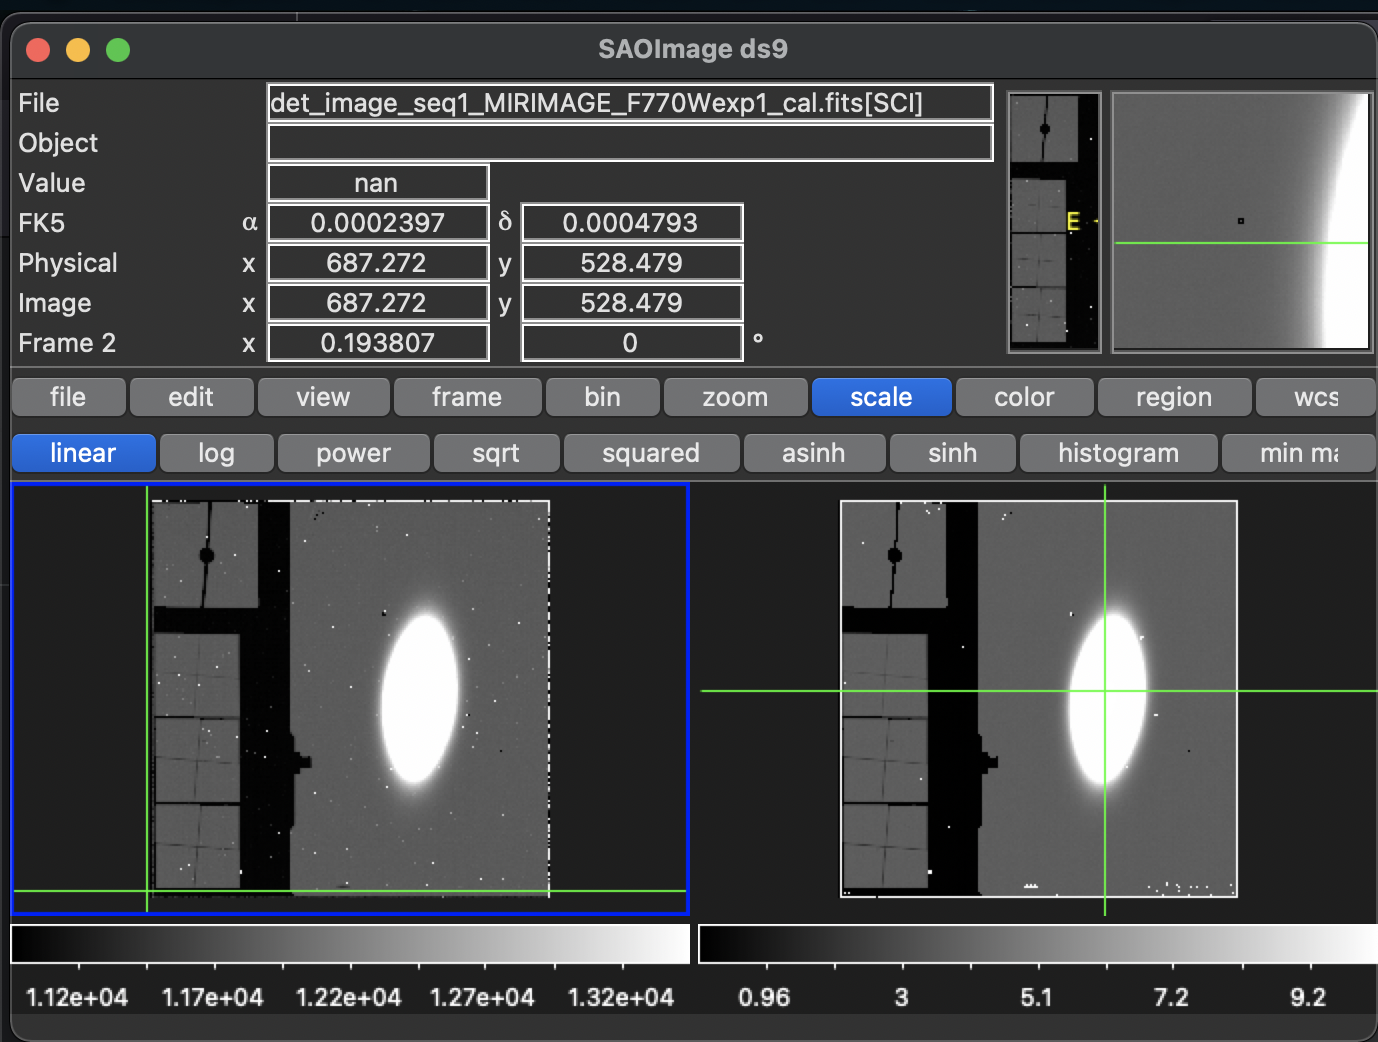 SAOImage ds9
File det_image_seq1_MIRIMAGE_F770Wexp1_cal.fits[SCI]
Object
Value nan
FK5 α 0.0002397 δ 0.0004793
Physical x 687.272 y 528.479
Image x 687.272 y 528.479
Frame 2 x 0.193807 0 °
E
file edit view frame bin zoom scale color region wcs
linear log power sqrt squared asinh sinh histogram min
1.12e+04 1.17e+04 1.22e+04 1.27e+04 1.32e+04 0.96 3 5.1 7.2 9.2